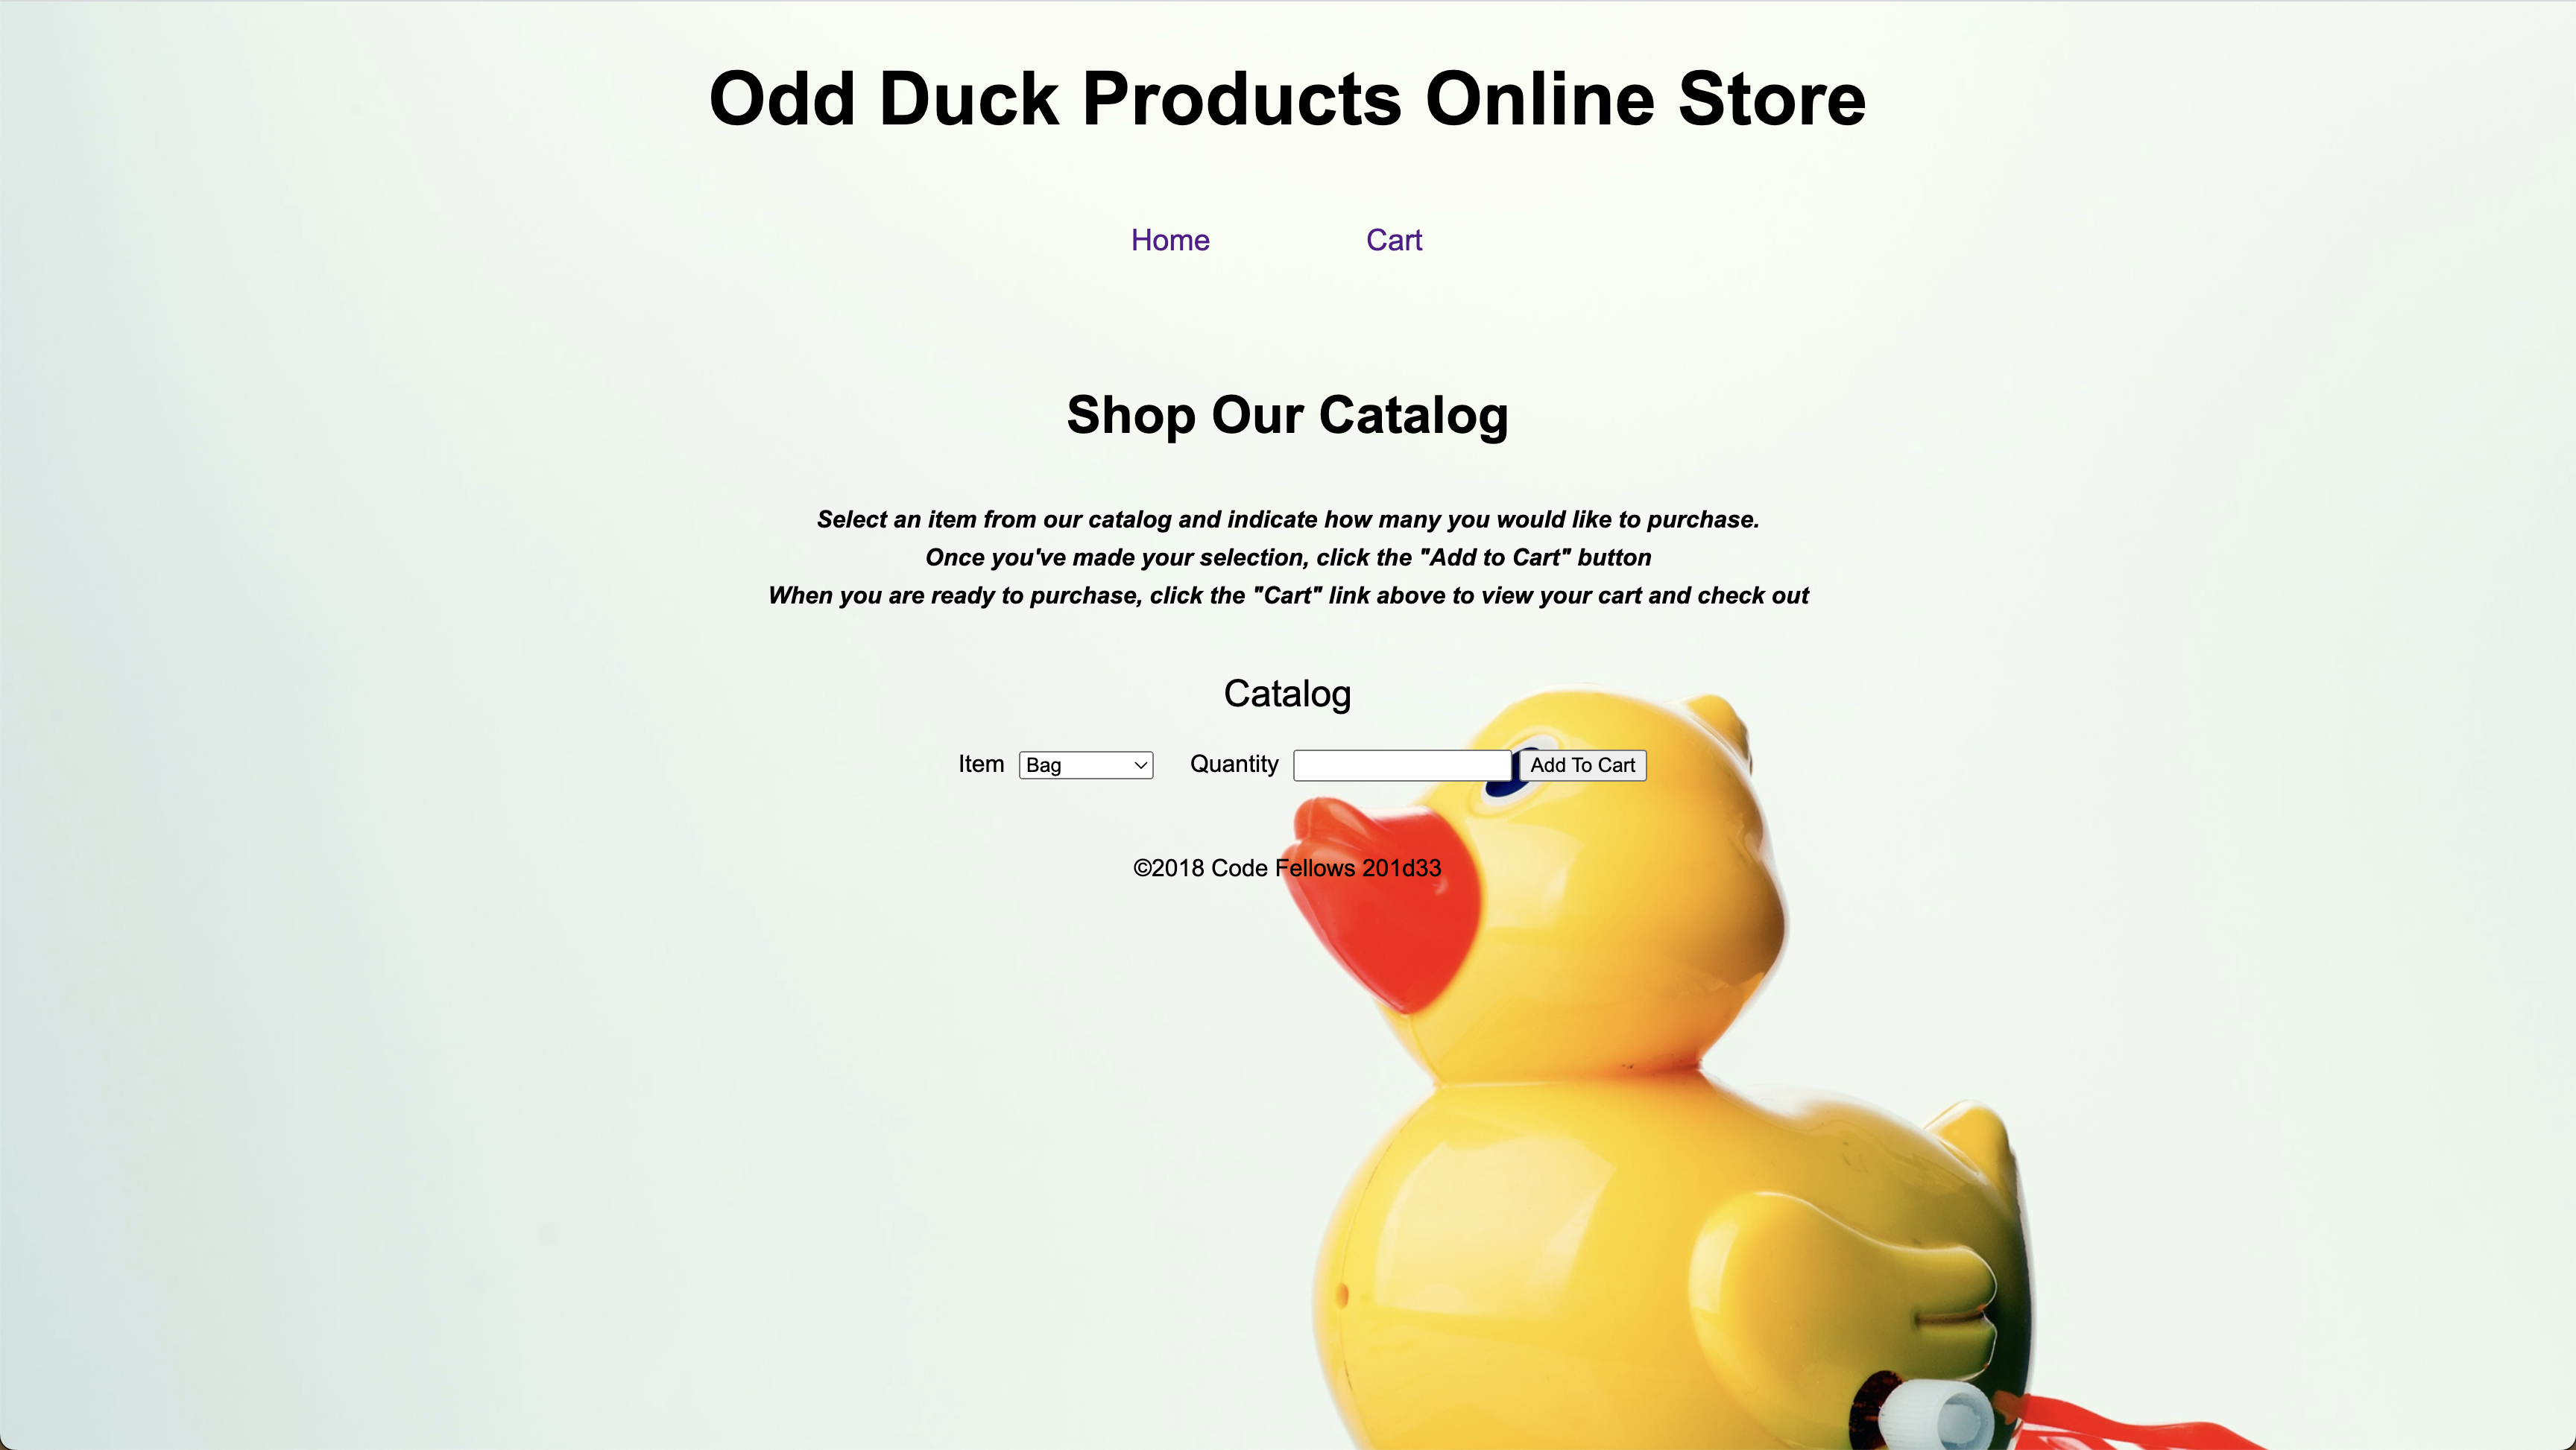 Odd Duck Products Online Store
Home Cart
Shop Our Catalog
Select an item from our catalog and indicate how many you would like to purchase.
Once you've made your selection, click the "Add to Cart" button
When you are ready to purchase, click the "Cart" link above to view your cart and check out
Catalog
Item Bag Quantity Add To Cart
©2018 Code Fellows 201d33